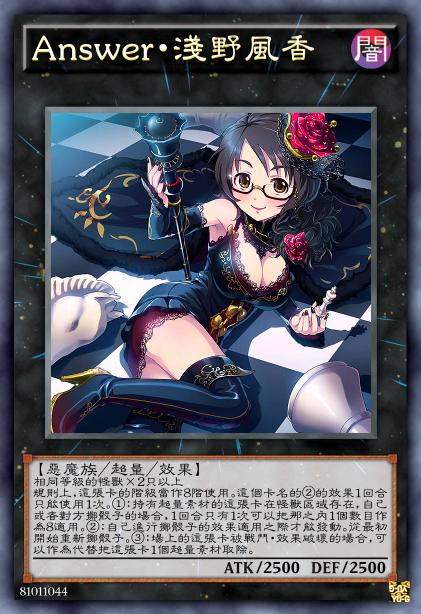 Answer•淺野風香
闇
【惡魔族／超量／效果】
相同等級的怪獸×2只以上
規則上，這張卡的階級當作8階使用。這個卡名的②的效果1回合
只能使用1次。①：持有超量素材的這張卡在怪獸區域存在，自己
或者對方擲骰子的場合，1回合只有1次可以把那之內1個數目作
為8適用。②：自己進行擲骰子的效果適用之際才能發動。從最初
開始重新擲骰子。③：場上的這張卡被戰鬥·效果破壞的場合，可
以作為代替把這張卡1個超量素材取除。
ATK/2500 DEF/2500
81011044